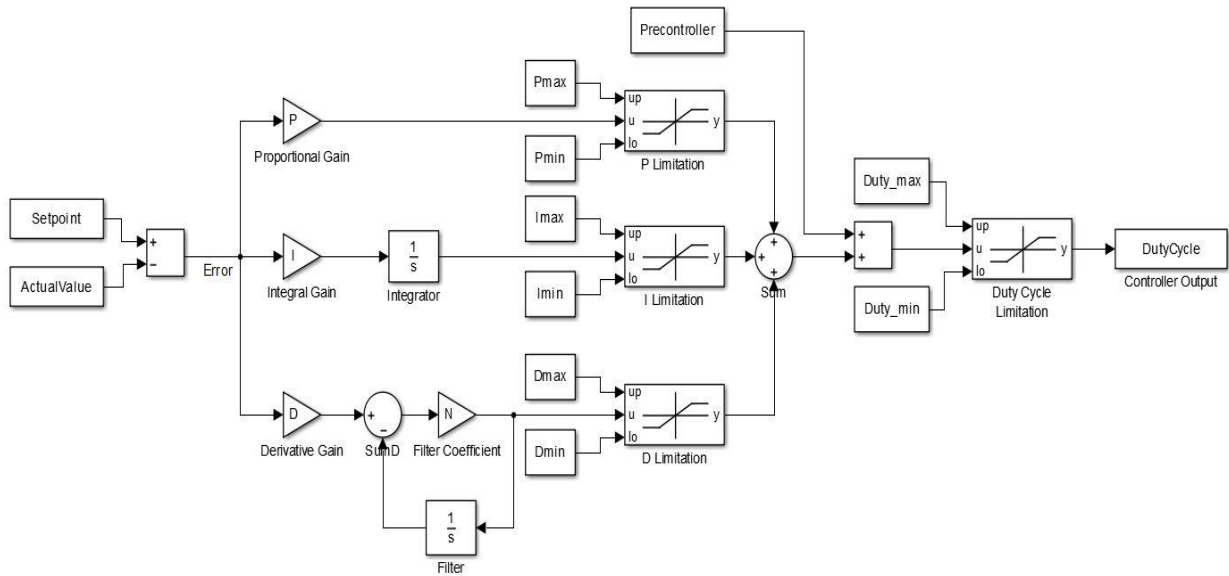 Precontroller
Pmax
up
u
lo
y
Pmin
P Limitation
P
Proportional Gain
Setpoint
ActualValue
+
−
Error
I
Integral Gain
1
s
Integrator
Imax
up
u
lo
y
Imin
I Limitation
+
+
+
Sum
+
+
Duty_max
up
u
lo
y
Duty_min
Duty Cycle
Limitation
DutyCycle
Controller Output
D
Derivative Gain
+
−
SumD
N
Filter Coefficient
Dmax
up
u
lo
y
Dmin
D Limitation
1
s
Filter